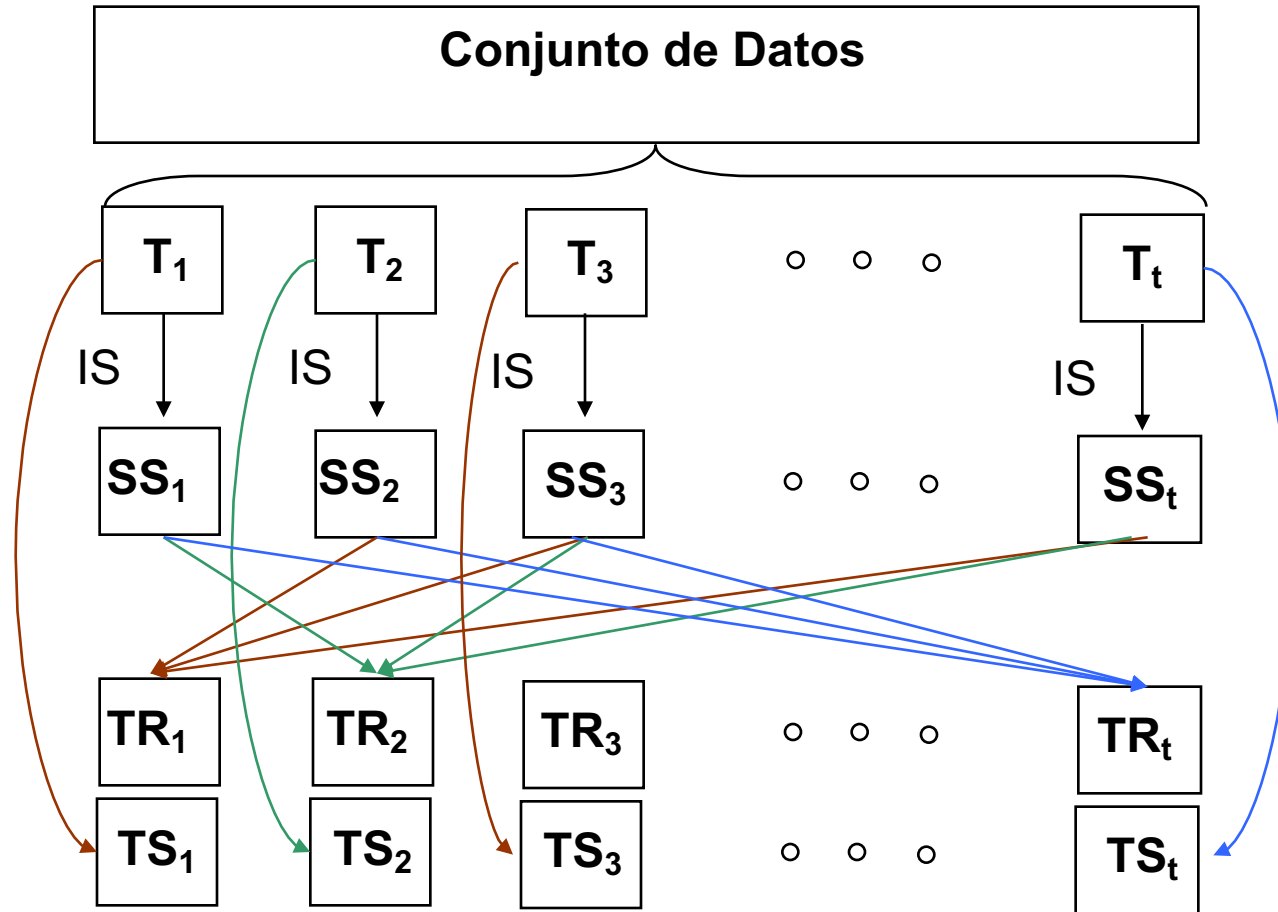 Conjunto de Datos
T₁ T₂ T₃ Tₜ
IS IS IS IS
SS₁ SS₂ SS₃ SSₜ
TR₁ TR₂ TR₃ TRₜ
TS₁ TS₂ TS₃ TSₜ